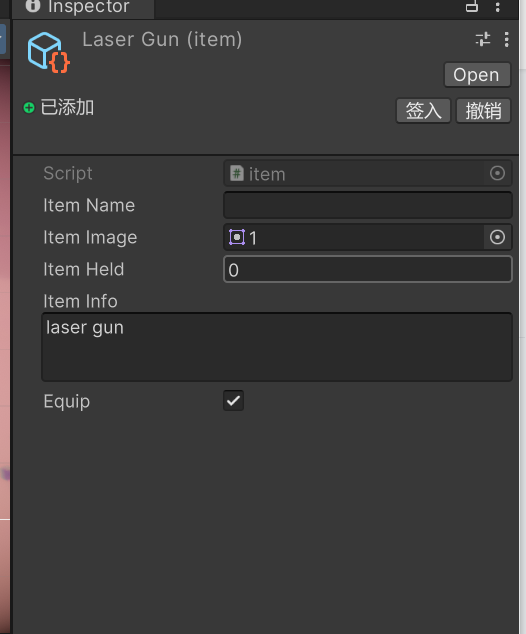 Inspector
Laser Gun (item)
Open
已添加
签入
撤销
Script
item
Item Name
Item Image
1
Item Held
0
Item Info
laser gun
Equip